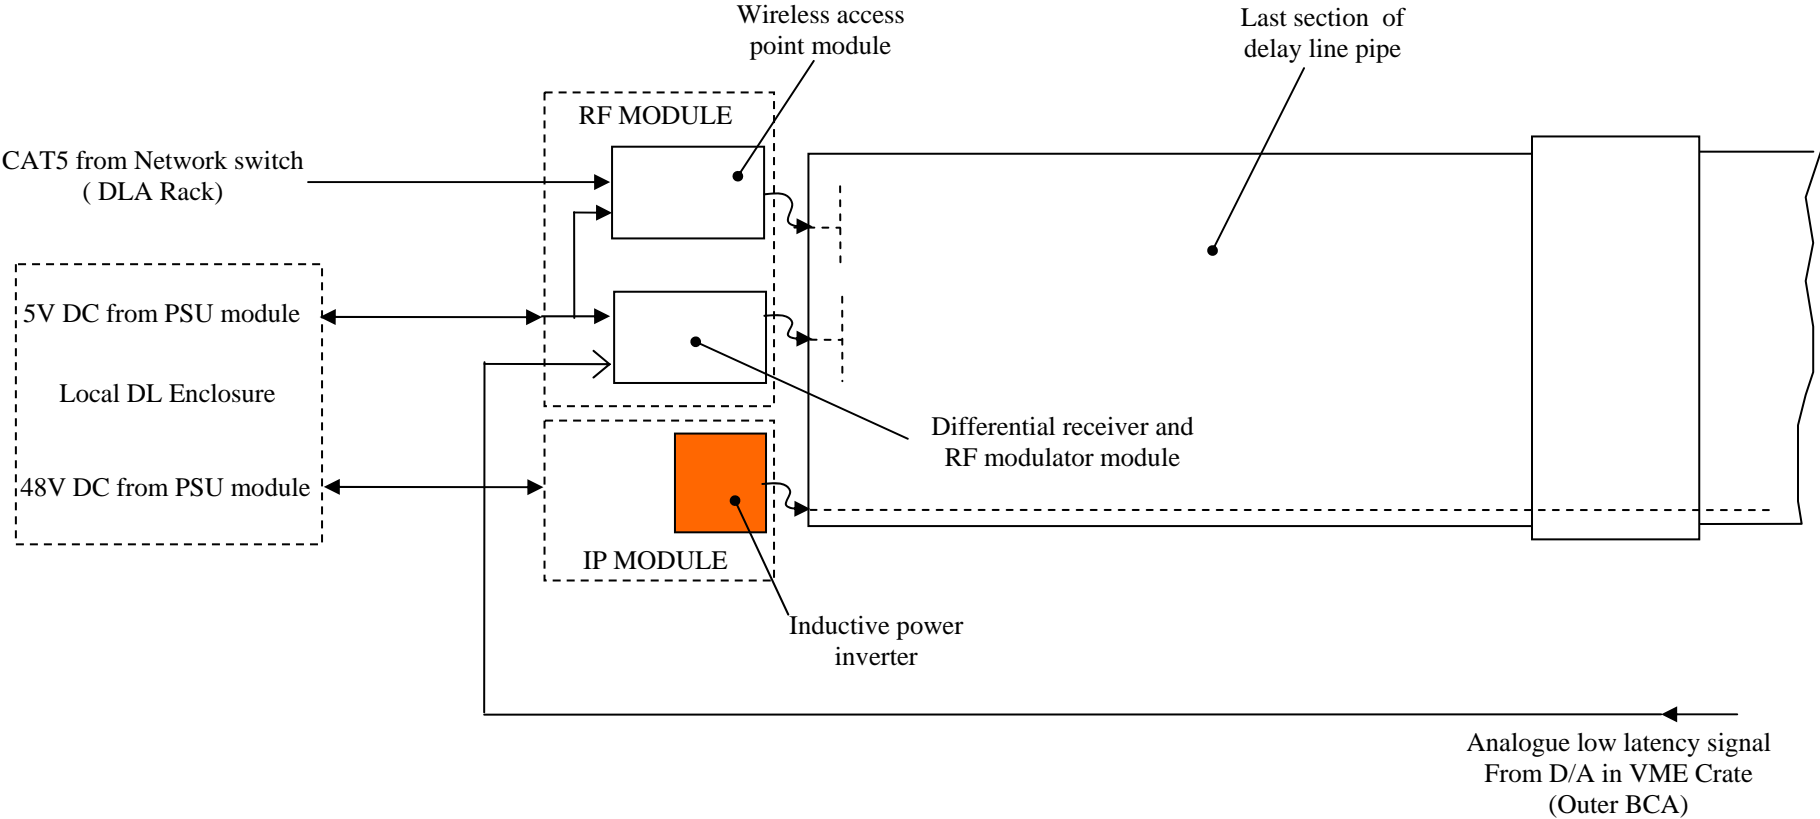 Wireless access
point module
Last section of
delay line pipe
RF MODULE
CAT5 from Network switch
( DLA Rack)
5V DC from PSU module
Local DL Enclosure
48V DC from PSU module
Differential receiver and
RF modulator module
IP MODULE
Inductive power
inverter
Analogue low latency signal
From D/A in VME Crate
(Outer BCA)